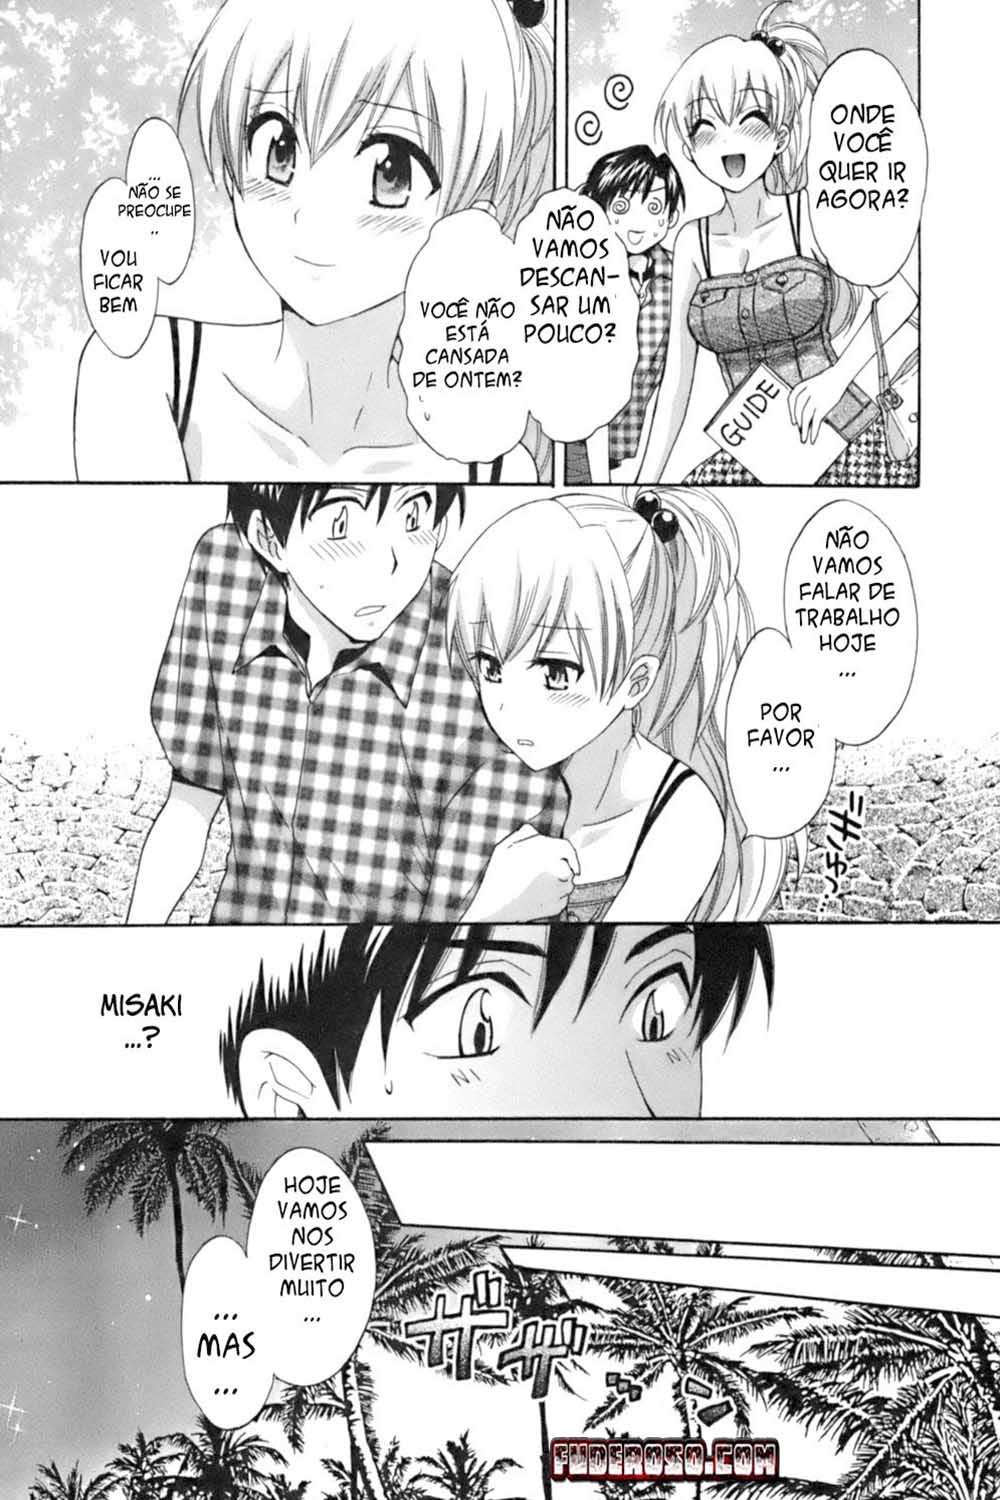 ONDE
VOCÊ
QUER IR
AGORA?
NÃO
VAMOS
DESCAN-
SAR UM
POUCO?
VOCÊ NÃO
ESTÁ
CANSADA
DE ONTEM?
...
NÃO SE
PREOCUPE
..
VOU
FICAR
BEM
GUIDE
NÃO
VAMOS
FALAR DE
TRABALHO
HOJE
...
POR
FAVOR
...
MISAKI
...?
HOJE
VAMOS
NOS
DIVERTIR
MUITO
...
...
MAS
...
ザザ
FUDEROSO.COM